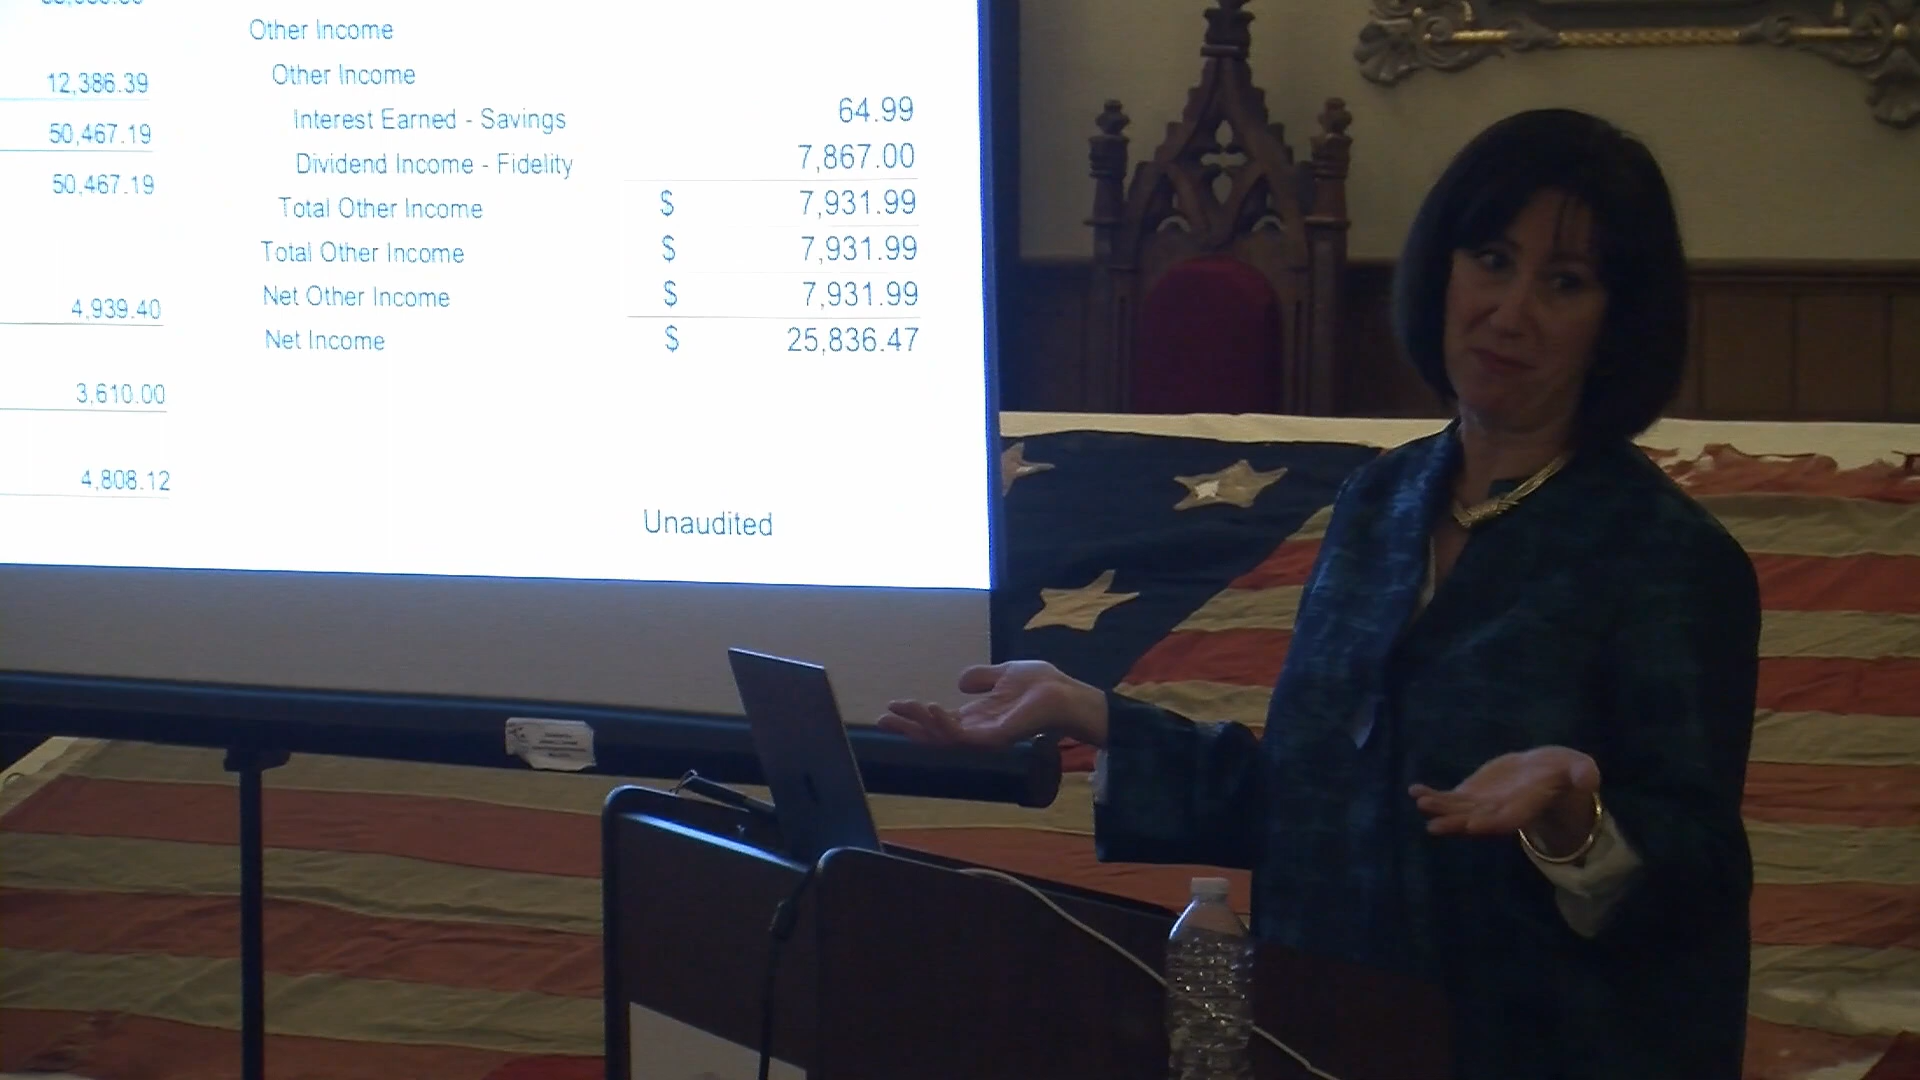 12,386.39
50,467.19
50,467.19
4,939.40
3,610.00
4,808.12
Other Income
Other Income
Interest Earned - Savings 64.99
Dividend Income - Fidelity 7,867.00
Total Other Income $ 7,931.99
Total Other Income $ 7,931.99
Net Other Income $ 7,931.99
Net Income $ 25,836.47
Unaudited